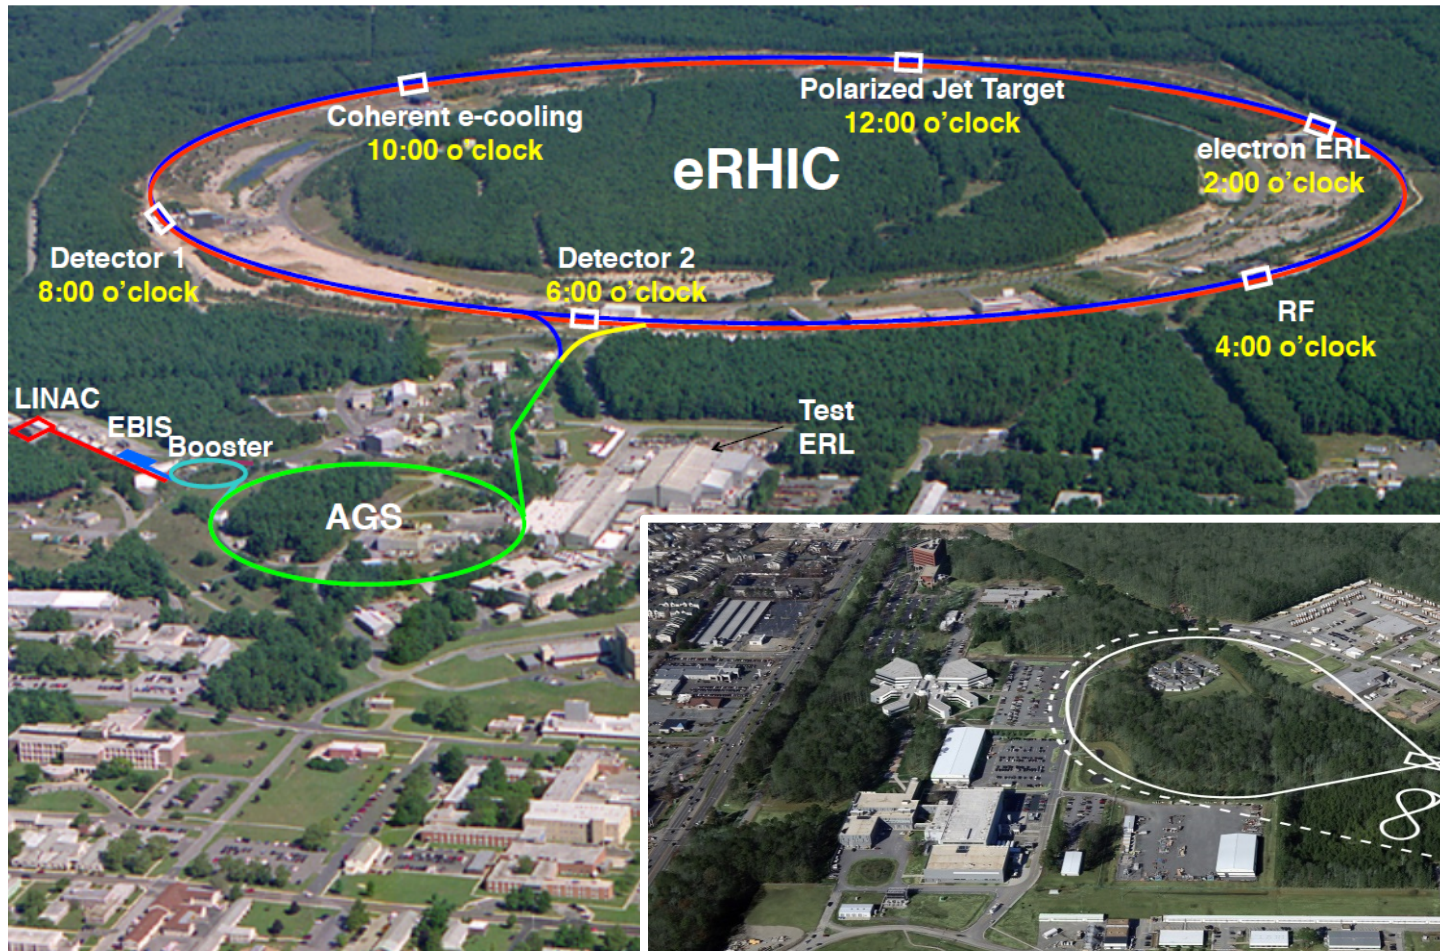 Polarized Jet Target
12:00 o'clock
Coherent e-cooling
10:00 o'clock
eRHIC
electron ERL
2:00 o'clock
Detector 1
8:00 o'clock
Detector 2
6:00 o'clock
RF
4:00 o'clock
LINAC
EBIS
Booster
Test
ERL
AGS